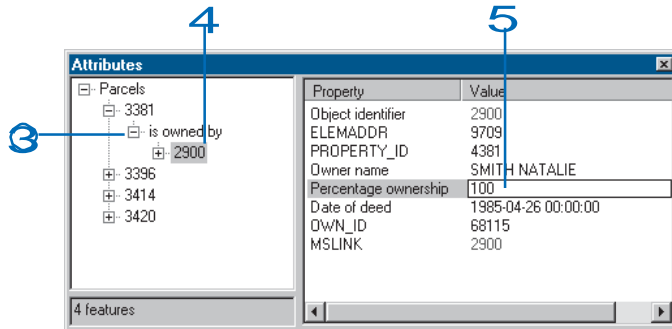 4
5
Attributes
Parcels
3381
3
is owned by
2900
3396
3414
3420
4 features
Property Value
Object identifier 2900
ELEMADDR 9709
PROPERTY_ID 4381
Owner name SMITH NATALIE
Percentage ownership 100
Date of deed 1985-04-26 00:00:00
OWN_ID 68115
MSLINK 2900